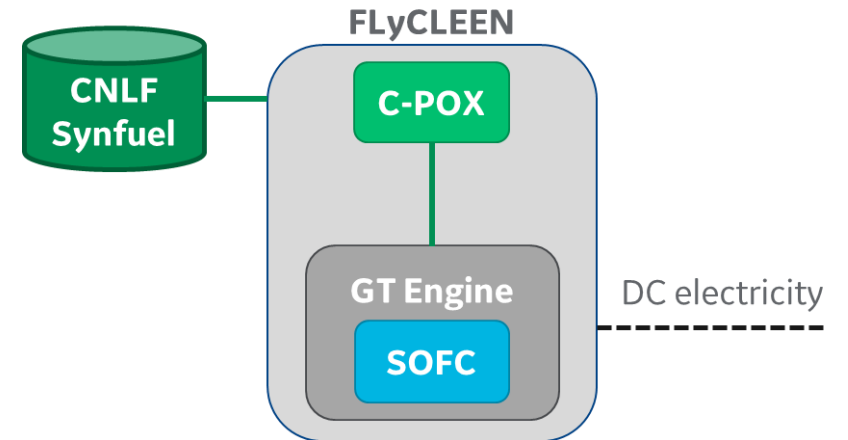 FLyCLEEN
CNLF
Synfuel
C-POX
GT Engine
SOFC
DC electricity